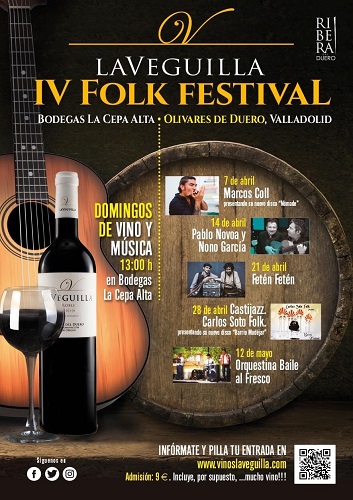 V
RI
BE
RA
DUERO
LAVEGUILLA
IV FOLK FESTIVAL
BODEGAS LA CEPA ALTA • OLIVARES DE DUERO, VALLADOLID
DOMINGOS
DE VINO Y
MÚSICA
13:00 h
en Bodegas
La Cepa Alta
7 de abril
Marcos Coll
presentando su nuevo disco "Nómade"
14 de abril
Pablo Novoa y
Nono García
21 de abril
Fetén Fetén
28 de abril Castijazz.
Carlos Soto Folk.
presentando su nuevo disco "Barrio Mudéjar"
12 de mayo
Orquestina Baile
al Fresco
V
VEGUILLA
ROBLE
Síguenos en
INFÓRMATE Y PILLA TU ENTRADA EN
www.vinoslaveguilla.com
Admisión: 9 €. Incluye, por supuesto, ...mucho vino!!!